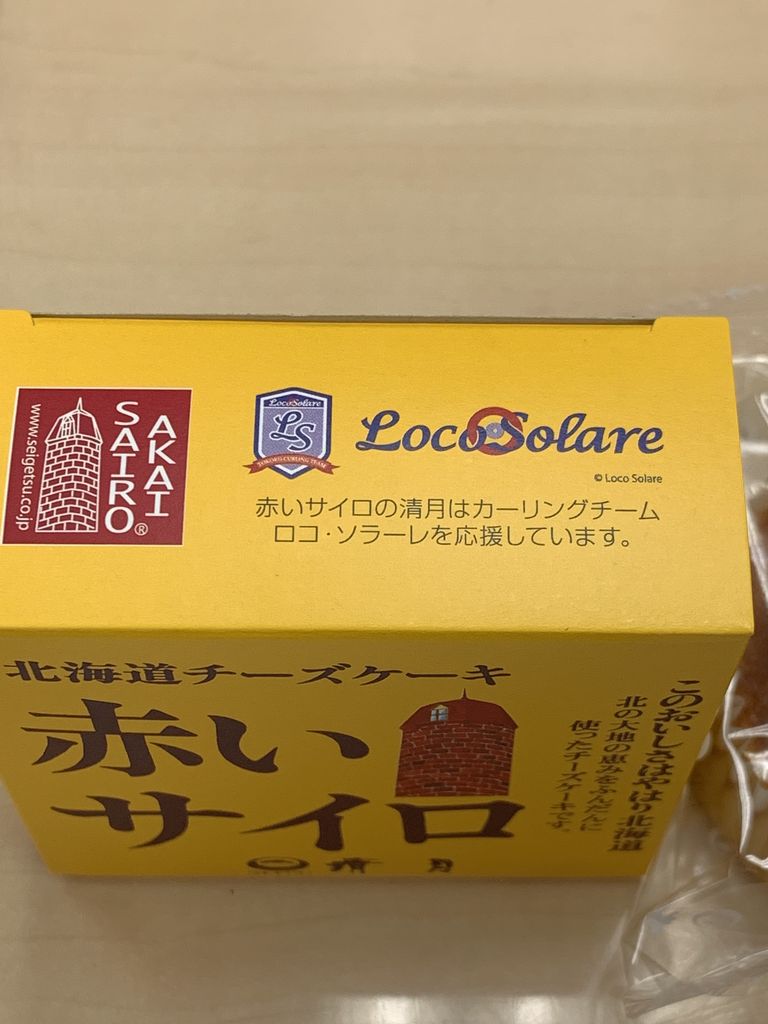 www.seigetsu.co.jp
SAIRO
AKAI
®
LocoSolare
LS
TOKORO CURLING TEAM
LocoSolare
© Loco Solare
赤いサイロの清月はカーリングチーム
ロコ・ソラーレを応援しています。
北海道チーズケーキ
赤い
サイロ
清月
このおいしさはやはり北海道
北の大地の恵みをふんだんに
使ったチーズケーキです。